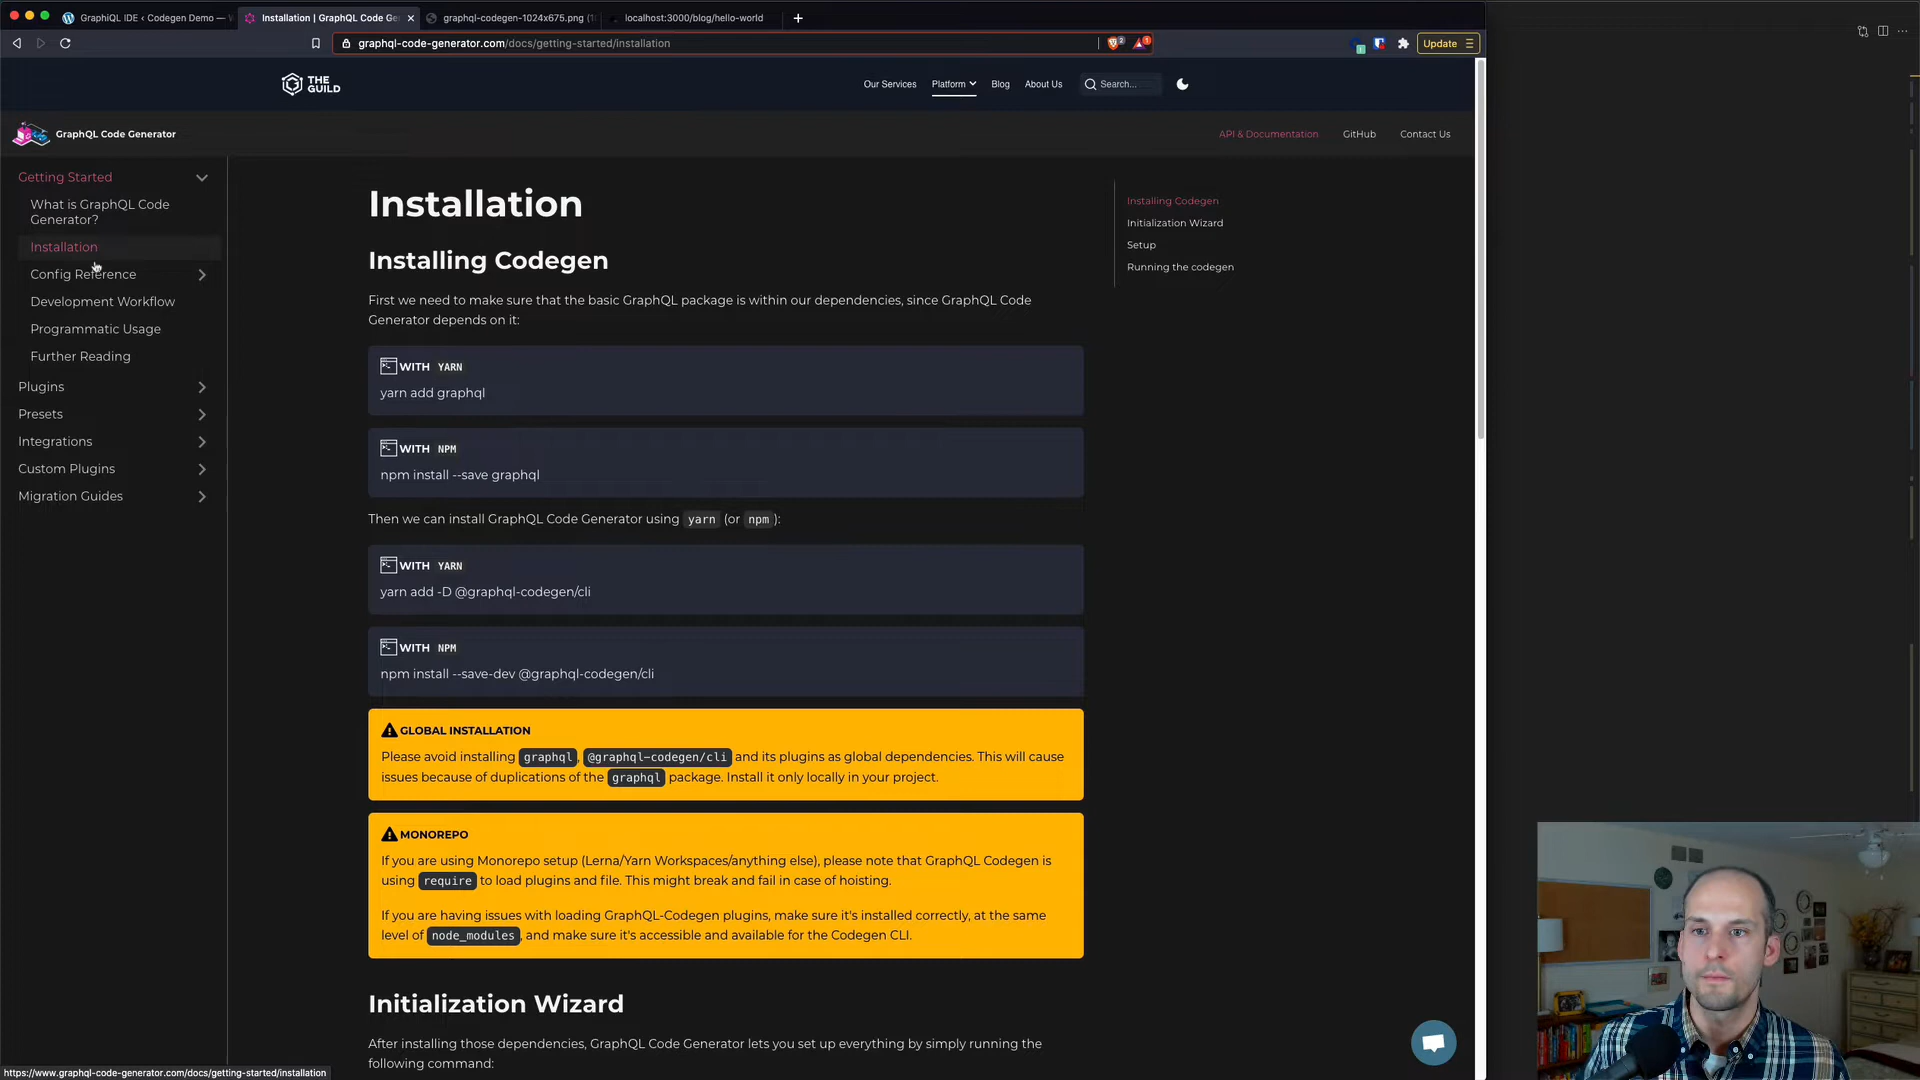 GraphiQL IDE ‹ Codegen Demo — W
Installation | GraphQL Code Ge
graphql-codegen-1024x675.png (1
localhost:3000/blog/hello-world
graphql-code-generator.com/docs/getting-started/installation
2
1
Update
THE
GUILD
Our Services
Platform
Blog
About Us
Search...
GraphQL Code Generator
API & Documentation
GitHub
Contact Us
Getting Started
What is GraphQL Code
Generator?
Installation
Config Reference
Development Workflow
Programmatic Usage
Further Reading
Plugins
Presets
Integrations
Custom Plugins
Migration Guides
Installation
Installing Codegen
First we need to make sure that the basic GraphQL package is within our dependencies, since GraphQL Code
Generator depends on it:
WITH YARN
yarn add graphql
WITH NPM
npm install --save graphql
Then we can install GraphQL Code Generator using yarn (or npm):
WITH YARN
yarn add -D @graphql-codegen/cli
WITH NPM
npm install --save-dev @graphql-codegen/cli
GLOBAL INSTALLATION
Please avoid installing graphql, @graphql-codegen/cli and its plugins as global dependencies. This will cause
issues because of duplications of the graphql package. Install it only locally in your project.
MONOREPO
If you are using Monorepo setup (Lerna/Yarn Workspaces/anything else), please note that GraphQL Codegen is
using require to load plugins and file. This might break and fail in case of hoisting.
If you are having issues with loading GraphQL-Codegen plugins, make sure it's installed correctly, at the same
level of node_modules, and make sure it's accessible and available for the Codegen CLI.
Initialization Wizard
After installing those dependencies, GraphQL Code Generator lets you set up everything by simply running the
following command:
Installing Codegen
Initialization Wizard
Setup
Running the codegen
https://www.graphql-code-generator.com/docs/getting-started/installation